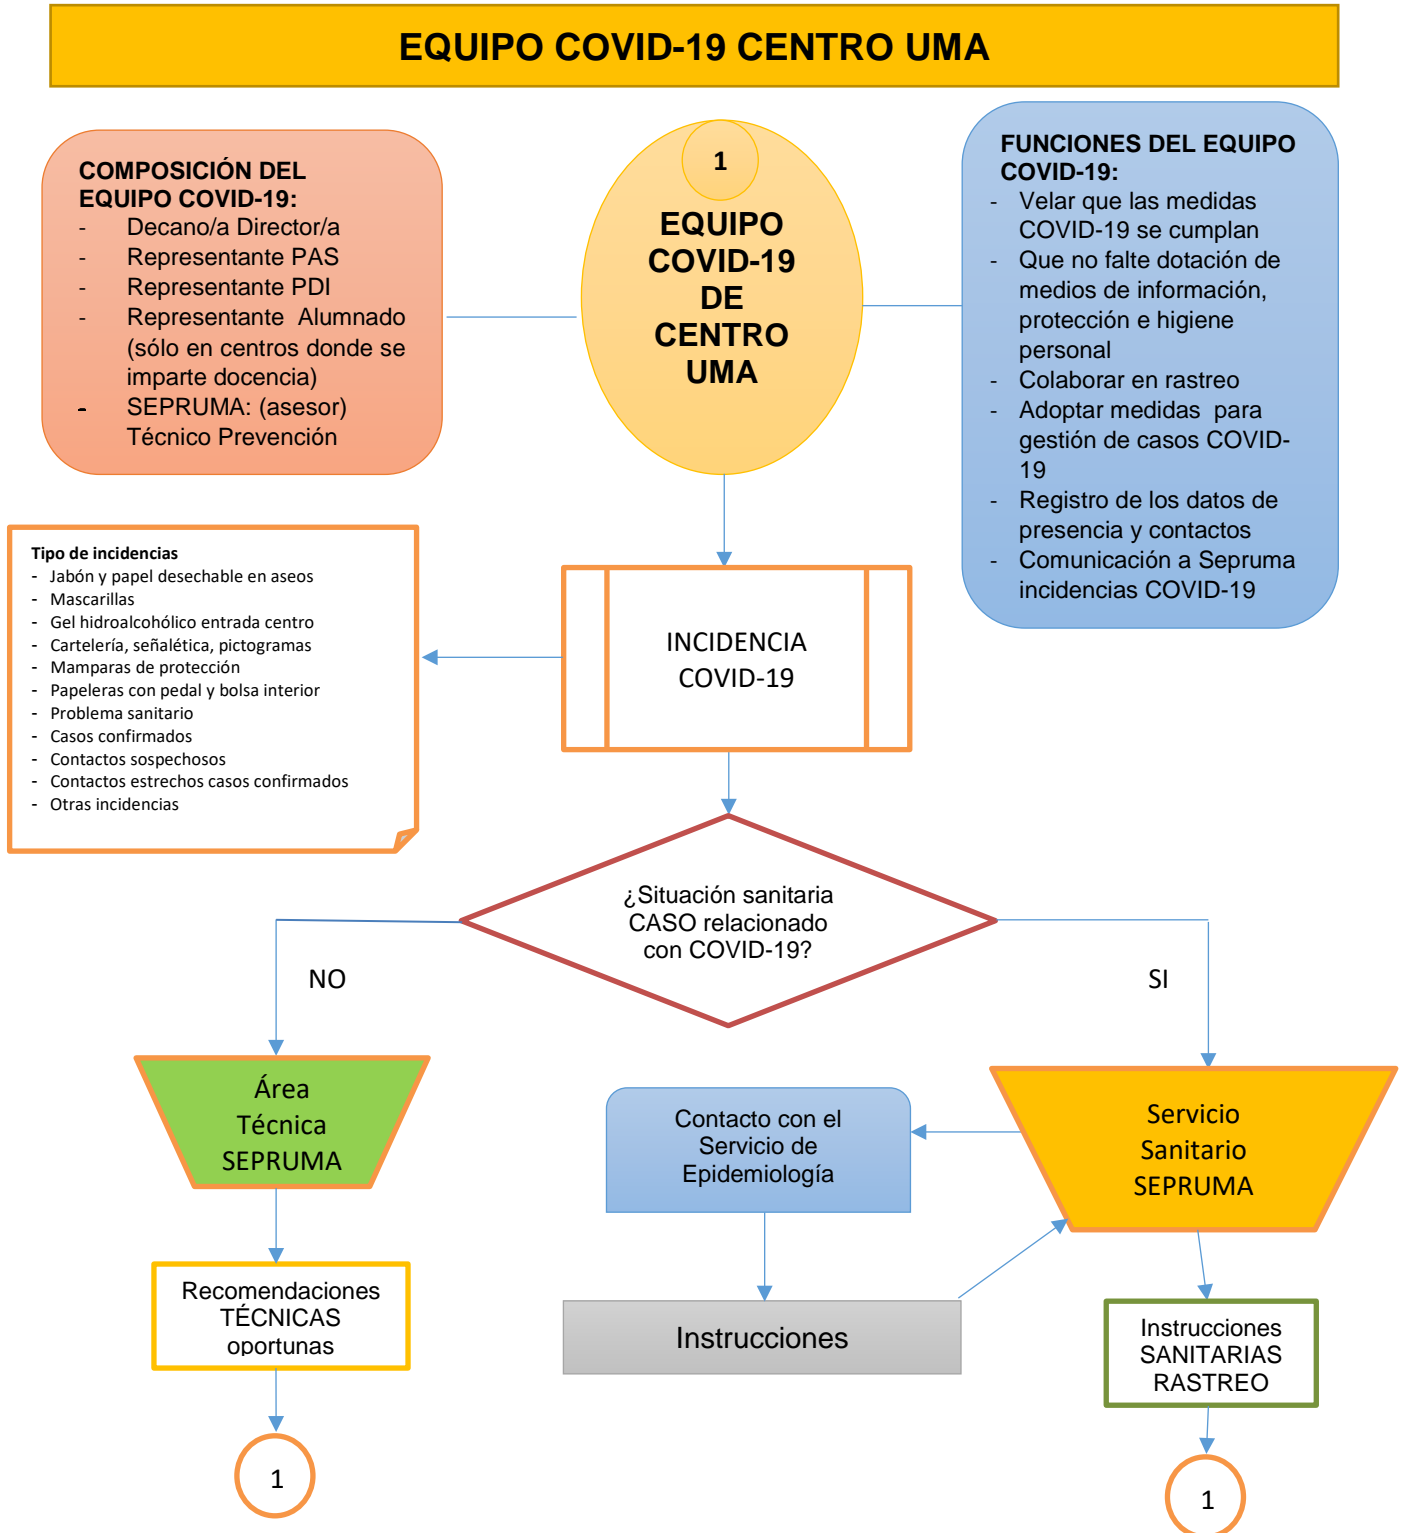 EQUIPO COVID-19 CENTRO UMA
COMPOSICIÓN DEL
EQUIPO COVID-19:
- Decano/a Director/a
- Representante PAS
- Representante PDI
- Representante Alumnado
(sólo en centros donde se
imparte docencia)
- SEPRUMA: (asesor)
Técnico Prevención
1
EQUIPO
COVID-19
DE
CENTRO
UMA
FUNCIONES DEL EQUIPO
COVID-19:
- Velar que las medidas
COVID-19 se cumplan
- Que no falte dotación de
medios de información,
protección e higiene
personal
- Colaborar en rastreo
- Adoptar medidas para
gestión de casos COVID-
19
- Registro de los datos de
presencia y contactos
- Comunicación a Sepruma
incidencias COVID-19
Tipo de incidencias
- Jabón y papel desechable en aseos
- Mascarillas
- Gel hidroalcohólico entrada centro
- Cartelería, señalética, pictogramas
- Mamparas de protección
- Papeleras con pedal y bolsa interior
- Problema sanitario
- Casos confirmados
- Contactos sospechosos
- Contactos estrechos casos confirmados
- Otras incidencias
INCIDENCIA
COVID-19
¿Situación sanitaria
CASO relacionado
con COVID-19?
NO
SI
Área
Técnica
SEPRUMA
Contacto con el
Servicio de
Epidemiología
Servicio
Sanitario
SEPRUMA
Recomendaciones
TÉCNICAS
oportunas
Instrucciones
Instrucciones
SANITARIAS
RASTREO
1
1